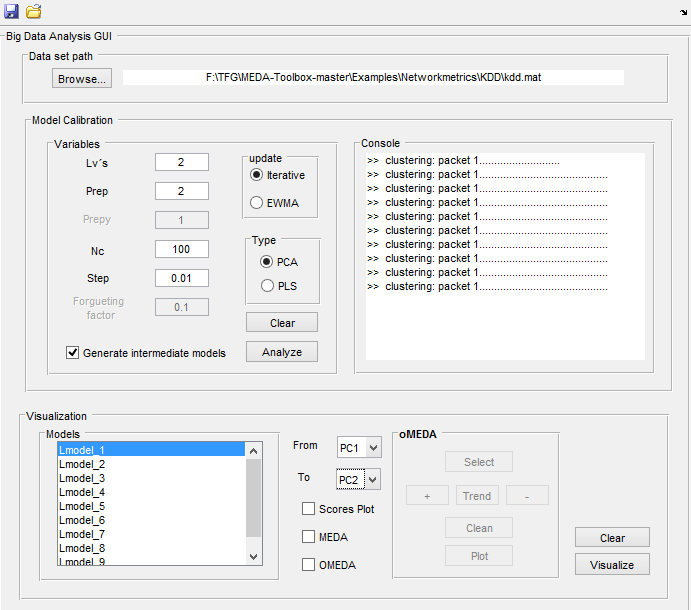 Big Data Analysis GUI
Data set path
Browse...
F:\TFG\MEDA-Toolbox-master\Examples\Networkmetrics\KDD\kdd.mat
Model Calibration
Variables
Lv´s
2
Prep
2
Prepy
1
Nc
100
Step
0.01
Forgueting
factor
0.1
Generate intermediate models
update
Iterative
EWMA
Type
PCA
PLS
Clear
Analyze
Console
>> clustering: packet 1............................
>> clustering: packet 1.............................................
>> clustering: packet 1.............................................
>> clustering: packet 1.............................................
>> clustering: packet 1.............................................
>> clustering: packet 1.............................................
>> clustering: packet 1.............................................
>> clustering: packet 1.............................................
>> clustering: packet 1.............................................
>> clustering: packet 1.............................................
Visualization
Models
Lmodel_1
Lmodel_2
Lmodel_3
Lmodel_4
Lmodel_5
Lmodel_6
Lmodel_7
Lmodel_8
Lmodel_9
From
PC1
To
PC2
Scores Plot
MEDA
OMEDA
oMEDA
Select
+
Trend
-
Clean
Plot
Clear
Visualize